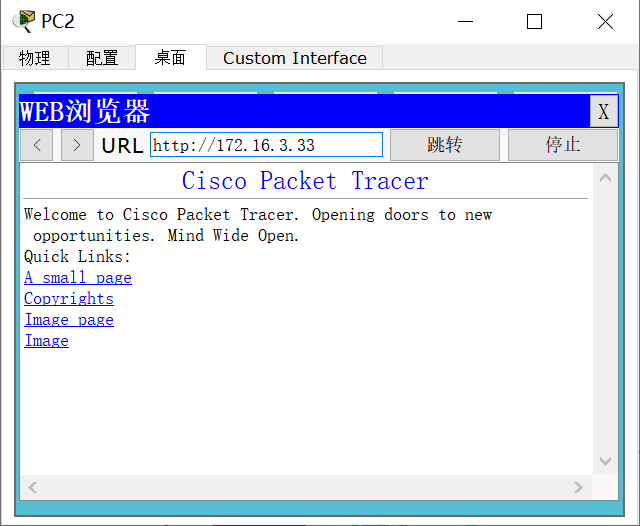 PC2
物理 配置 桌面 Custom Interface
WEB浏览器 X
< > URL http://172.16.3.33 跳转 停止
Cisco Packet Tracer
Welcome to Cisco Packet Tracer. Opening doors to new
opportunities. Mind Wide Open.
Quick Links:
A small page
Copyrights
Image page
Image